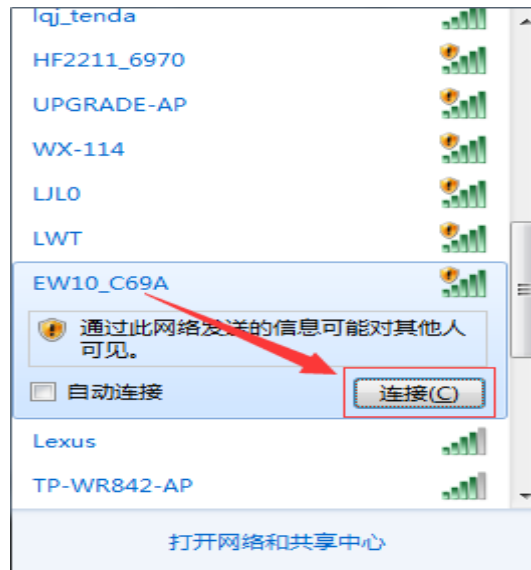 lqj_tenda
HF2211_6970
UPGRADE-AP
WX-114
LJL0
LWT
EW10_C69A
通过此网络发送的信息可能对其他人
可见。
自动连接
连接(C)
Lexus
TP-WR842-AP
打开网络和共享中心